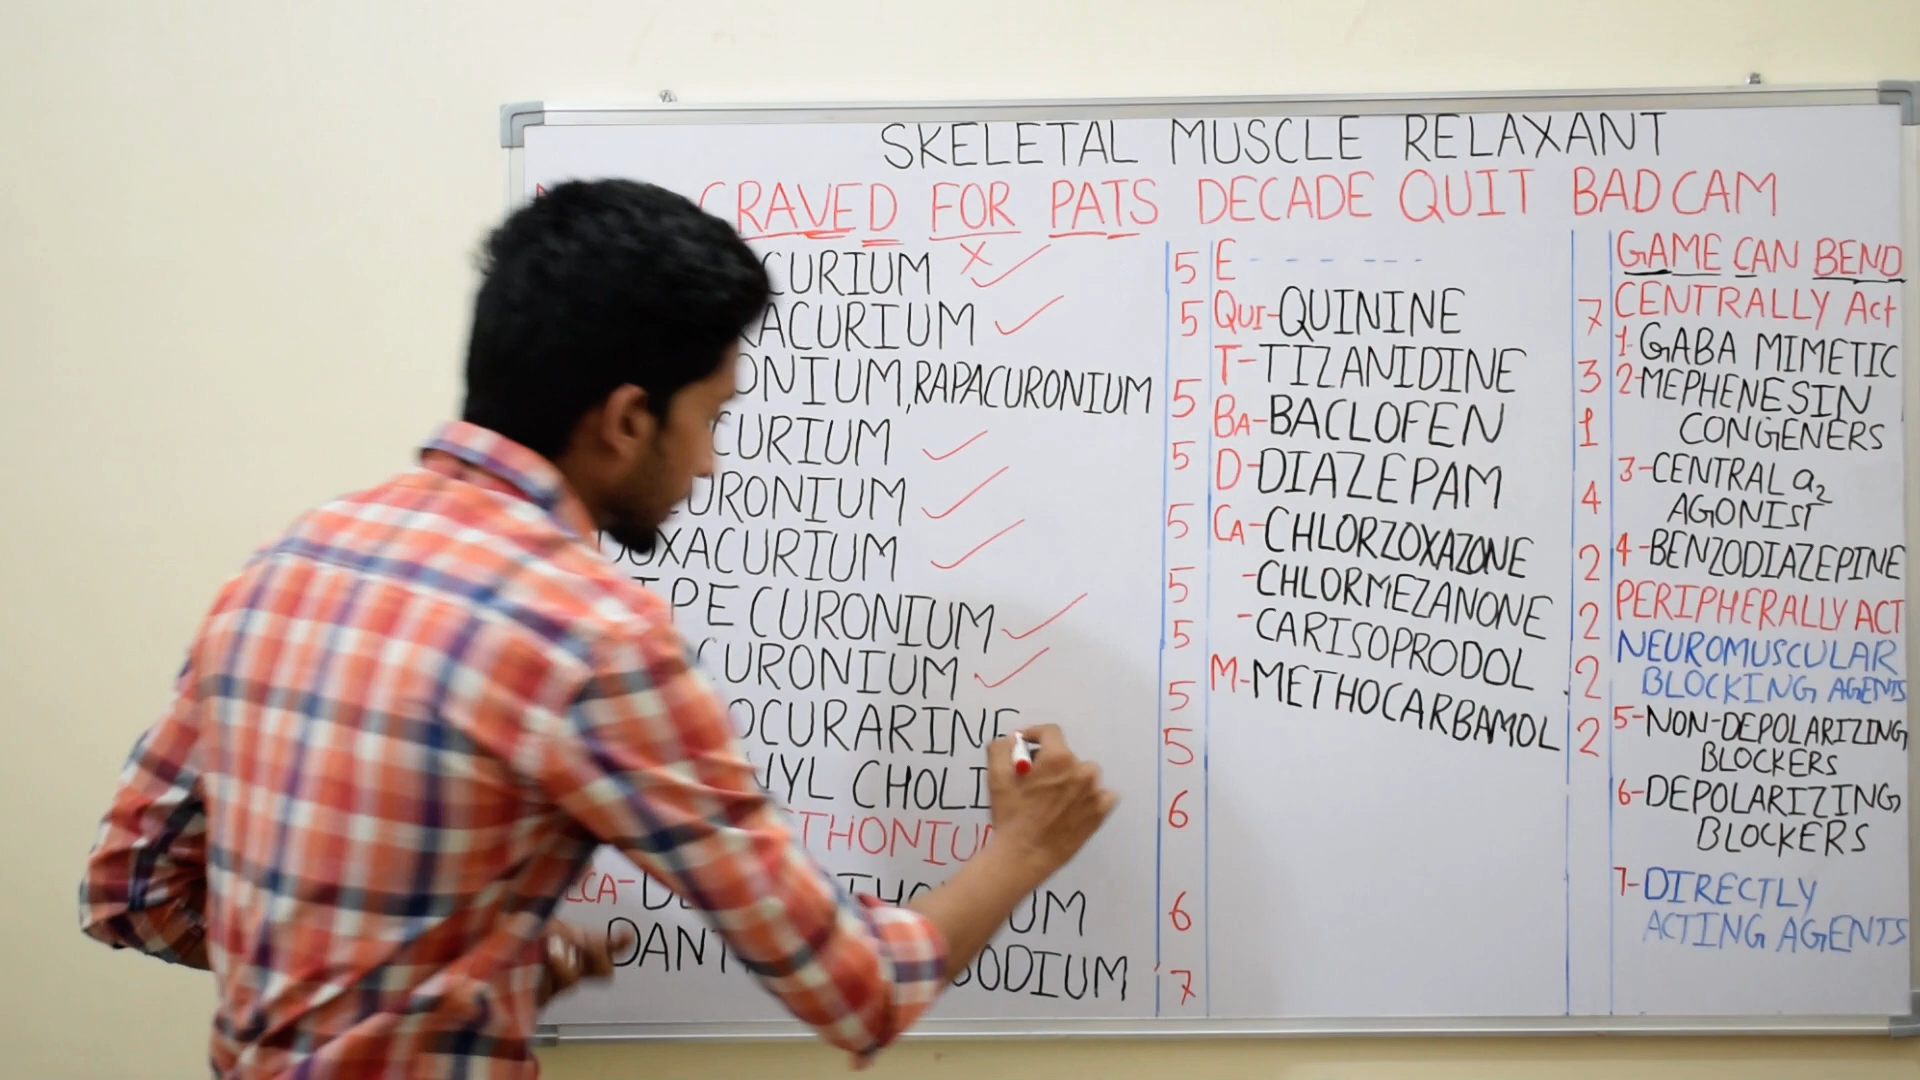 SKELETAL MUSCLE RELAXANT
CRAVED FOR PATS DECADE QUIT BAD CAM
CURIUM 5
ACURIUM 5
ONIUM, RAPACURONIUM 5
CURIUM 5
URONIUM 5
DOXACURIUM 5
PECURONIUM 5
CURONIUM 5
OCURARINE 5
NYL CHOLI 6
THONIU
CA- UM 6
DANT SODIUM 7
E - - - - - -
QUI-QUININE 7
T-TIZANIDINE 3
BA-BACLOFEN 1
D-DIAZEPAM 4
CA-CHLORZOXAZONE 2
-CHLORMEZANONE 2
-CARISOPRODOL 2
M-METHOCARBAMOL 2
GAME CAN BEND
CENTRALLY Act
1-GABA MIMETIC
2-MEPHENESIN
CONGENERS
3-CENTRAL a2
AGONIST
4-BENZODIAZEPINE
PERIPHERALLY ACT
NEUROMUSCULAR
BLOCKING AGENTS
5-NON-DEPOLARIZING
BLOCKERS
6-DEPOLARIZING
BLOCKERS
7-DIRECTLY
ACTING AGENTS